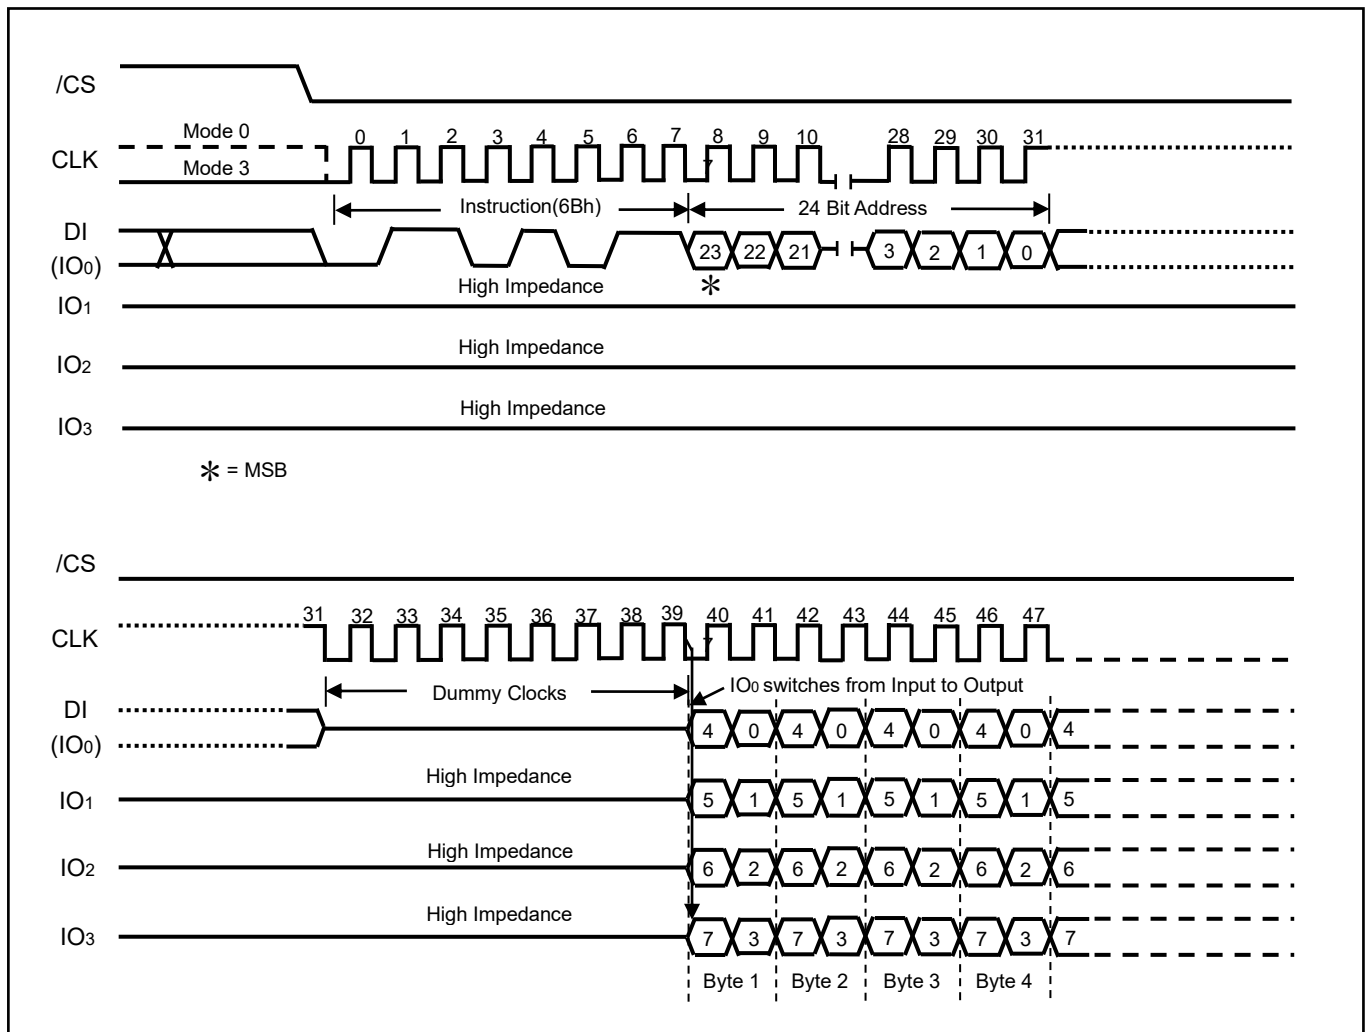 /CS
Mode 0
CLK
Mode 3
0 1 2 3 4 5 6 7 8 9 10 28 29 30 31
7
Instruction(6Bh)
24 Bit Address
DI
(IO0)
23 22 21 3 2 1 0
*
High Impedance
IO1
High Impedance
IO2
High Impedance
IO3
* = MSB
/CS
31 32 33 34 35 36 37 38 39 40 41 42 43 44 45 46 47
CLK
7
Dummy Clocks
IO0 switches from Input to Output
DI
(IO0)
4 0 4 0 4 0 4 0 4
High Impedance
IO1
5 1 5 1 5 1 5 1 5
High Impedance
IO2
6 2 6 2 6 2 6 2 6
High Impedance
IO3
7 3 7 3 7 3 7 3 7
Byte 1 Byte 2 Byte 3 Byte 4